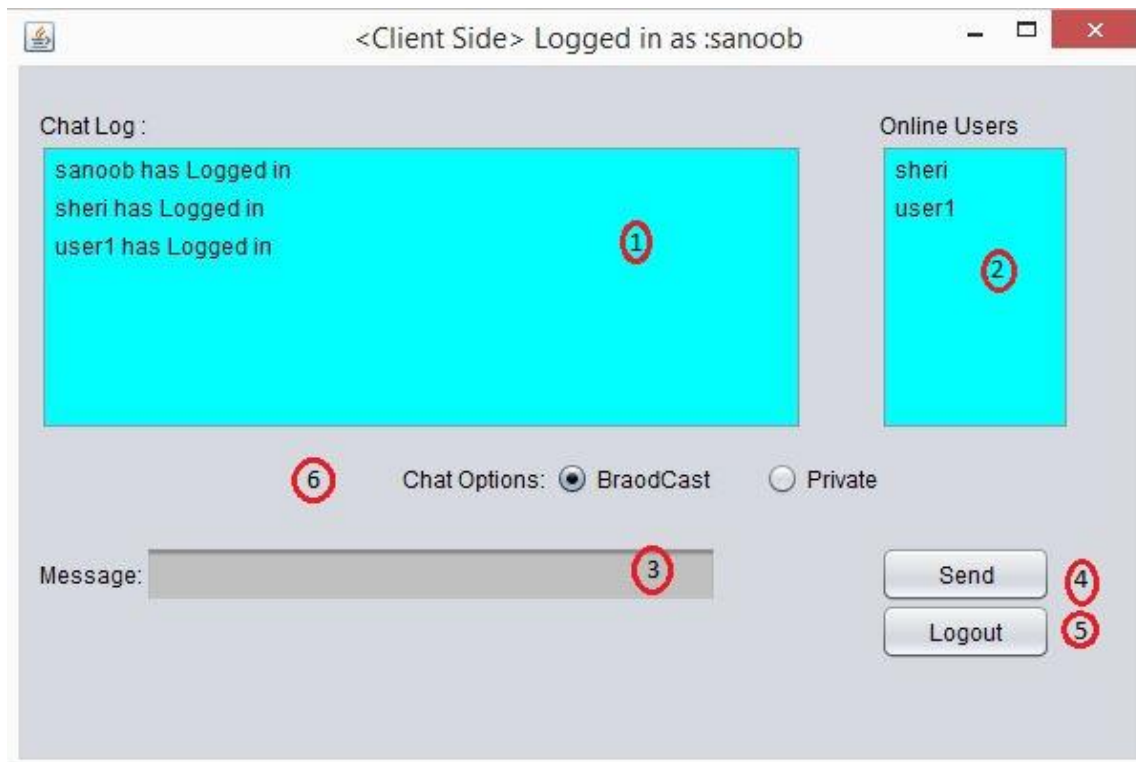 <Client Side> Logged in as :sanoob
Chat Log :
Online Users
sanoob has Logged in
sheri has Logged in
user1 has Logged in
1
sheri
user1
2
6
Chat Options: BraodCast Private
Message:
3
Send
4
Logout
5